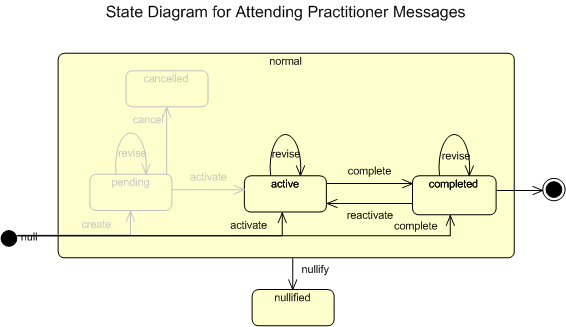 State Diagram for Attending Practitioner Messages
normal
cancelled
cancel
revise
revise
revise
pending
activate
active
complete
completed
create
activate
reactivate
complete
null
nullify
nullified